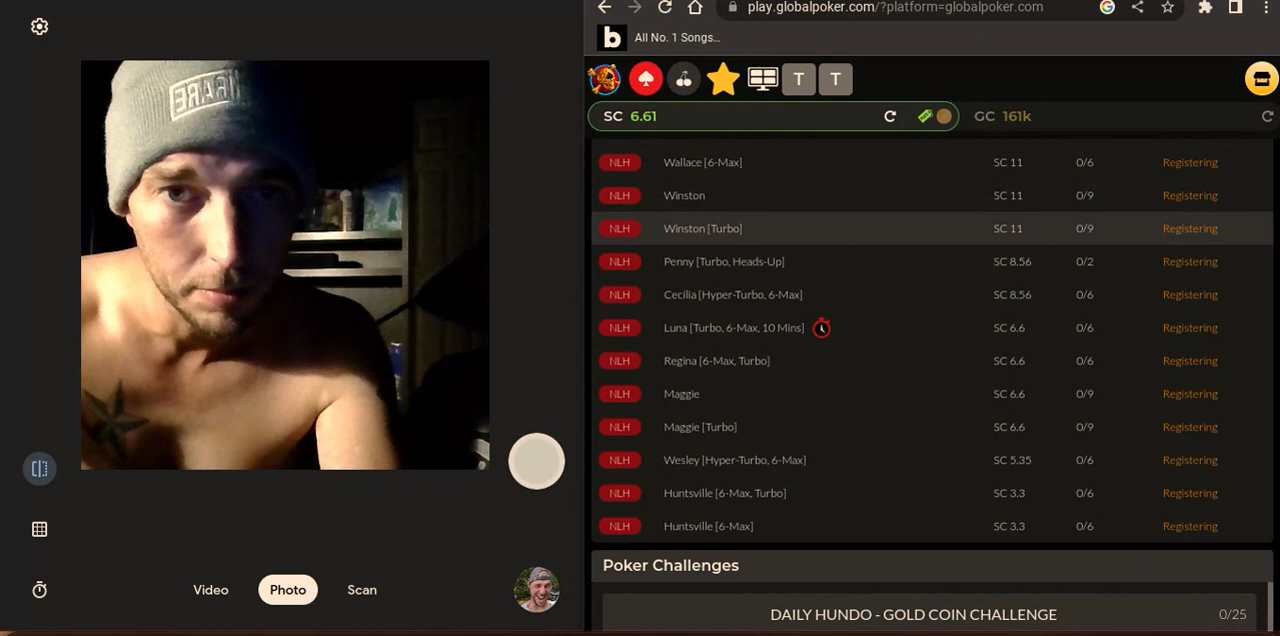 play.globalpoker.com/?platform=globalpoker.com
b All No. 1 Songs...
T T
SC 6.61 GC 161k
NLH Wallace [6-Max] SC 11 0/6 Registering
NLH Winston SC 11 0/9 Registering
NLH Winston [Turbo] SC 11 0/9 Registering
NLH Penny [Turbo, Heads-Up] SC 8.56 0/2 Registering
NLH Cecilia [Hyper-Turbo, 6-Max] SC 8.56 0/6 Registering
NLH Luna [Turbo, 6-Max, 10 Mins] SC 6.6 0/6 Registering
NLH Regina [6-Max, Turbo] SC 6.6 0/6 Registering
NLH Maggie SC 6.6 0/9 Registering
NLH Maggie [Turbo] SC 6.6 0/9 Registering
NLH Wesley [Hyper-Turbo, 6-Max] SC 5.35 0/6 Registering
NLH Huntsville [6-Max, Turbo] SC 3.3 0/6 Registering
NLH Huntsville [6-Max] SC 3.3 0/6 Registering
Poker Challenges
DAILY HUNDO - GOLD COIN CHALLENGE 0/25
Video Photo Scan